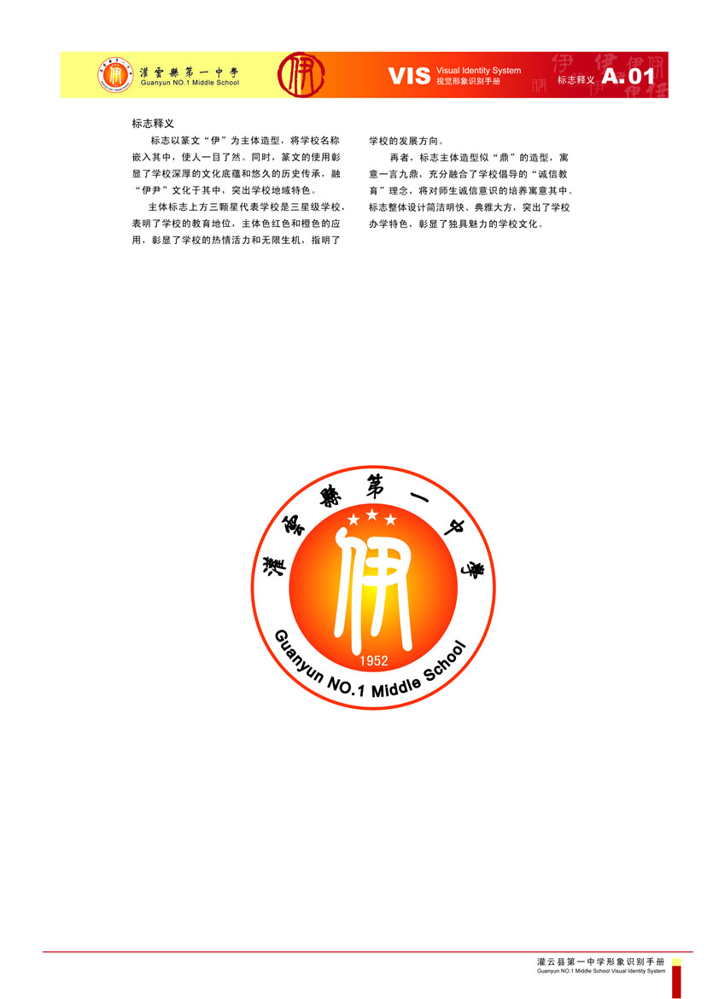 灌雲縣第一中學
Guanyun NO.1 Middle School
伊
VIS
Visual Identity System
视觉形象识别手册
标志释义
A.01
标志释义
标志以篆文“伊”为主体造型，将学校名称
嵌入其中，使人一目了然。同时，篆文的使用彰
显了学校深厚的文化底蕴和悠久的历史传承，融
“伊尹”文化于其中，突出学校地域特色。
主体标志上方三颗星代表学校是三星级学校，
表明了学校的教育地位，主体色红色和橙色的应
用，彰显了学校的热情活力和无限生机，指明了
学校的发展方向。
再者，标志主体造型似“鼎”的造型，寓
意一言九鼎，充分融合了学校倡导的“诚信教
育”理念，将对师生诚信意识的培养寓意其中。
标志整体设计简洁明快、典雅大方，突出了学校
办学特色，彰显了独具魅力的学校文化。
灌雲縣第一中學
伊
1952
Guanyun NO.1 Middle School
灌云县第一中学形象识别手册
Guanyun NO.1 Middle School Visual Identity System